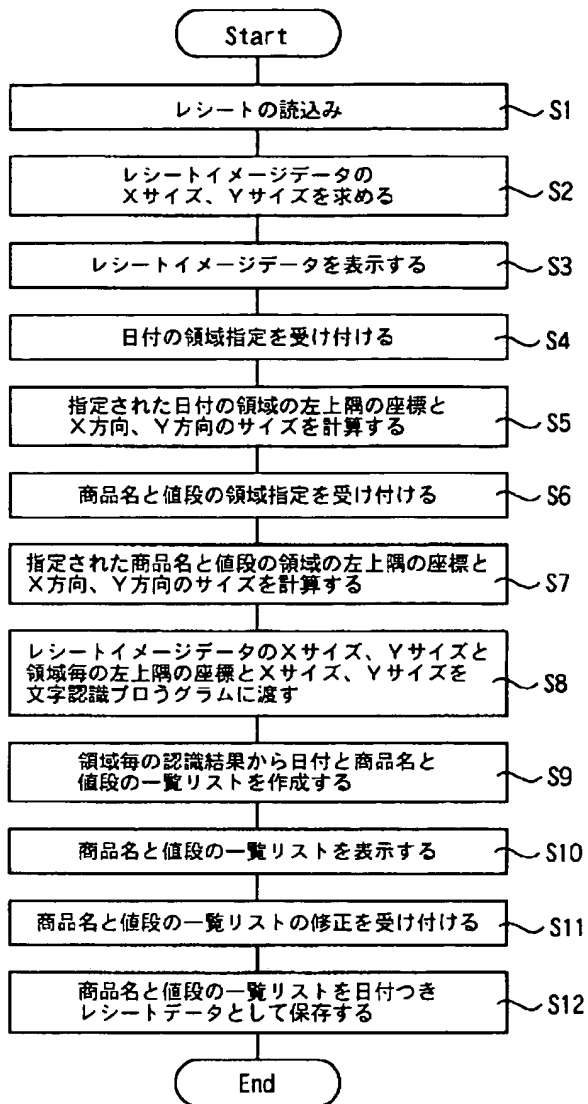 Start
レシートの読込み
S1
レシートイメージデータの
Xサイズ、Yサイズを求める
S2
レシートイメージデータを表示する
S3
日付の領域指定を受け付ける
S4
指定された日付の領域の左上隅の座標と
X方向、Y方向のサイズを計算する
S5
商品名と値段の領域指定を受け付ける
S6
指定された商品名と値段の領域の左上隅の座標と
X方向、Y方向のサイズを計算する
S7
レシートイメージデータのXサイズ、Yサイズと
領域毎の左上隅の座標とXサイズ、Yサイズを
文字認識プロうグラムに渡す
S8
領域毎の認識結果から日付と商品名と
値段の一覧リストを作成する
S9
商品名と値段の一覧リストを表示する
S10
商品名と値段の一覧リストの修正を受け付ける
S11
商品名と値段の一覧リストを日付つき
レシートデータとして保存する
S12
End